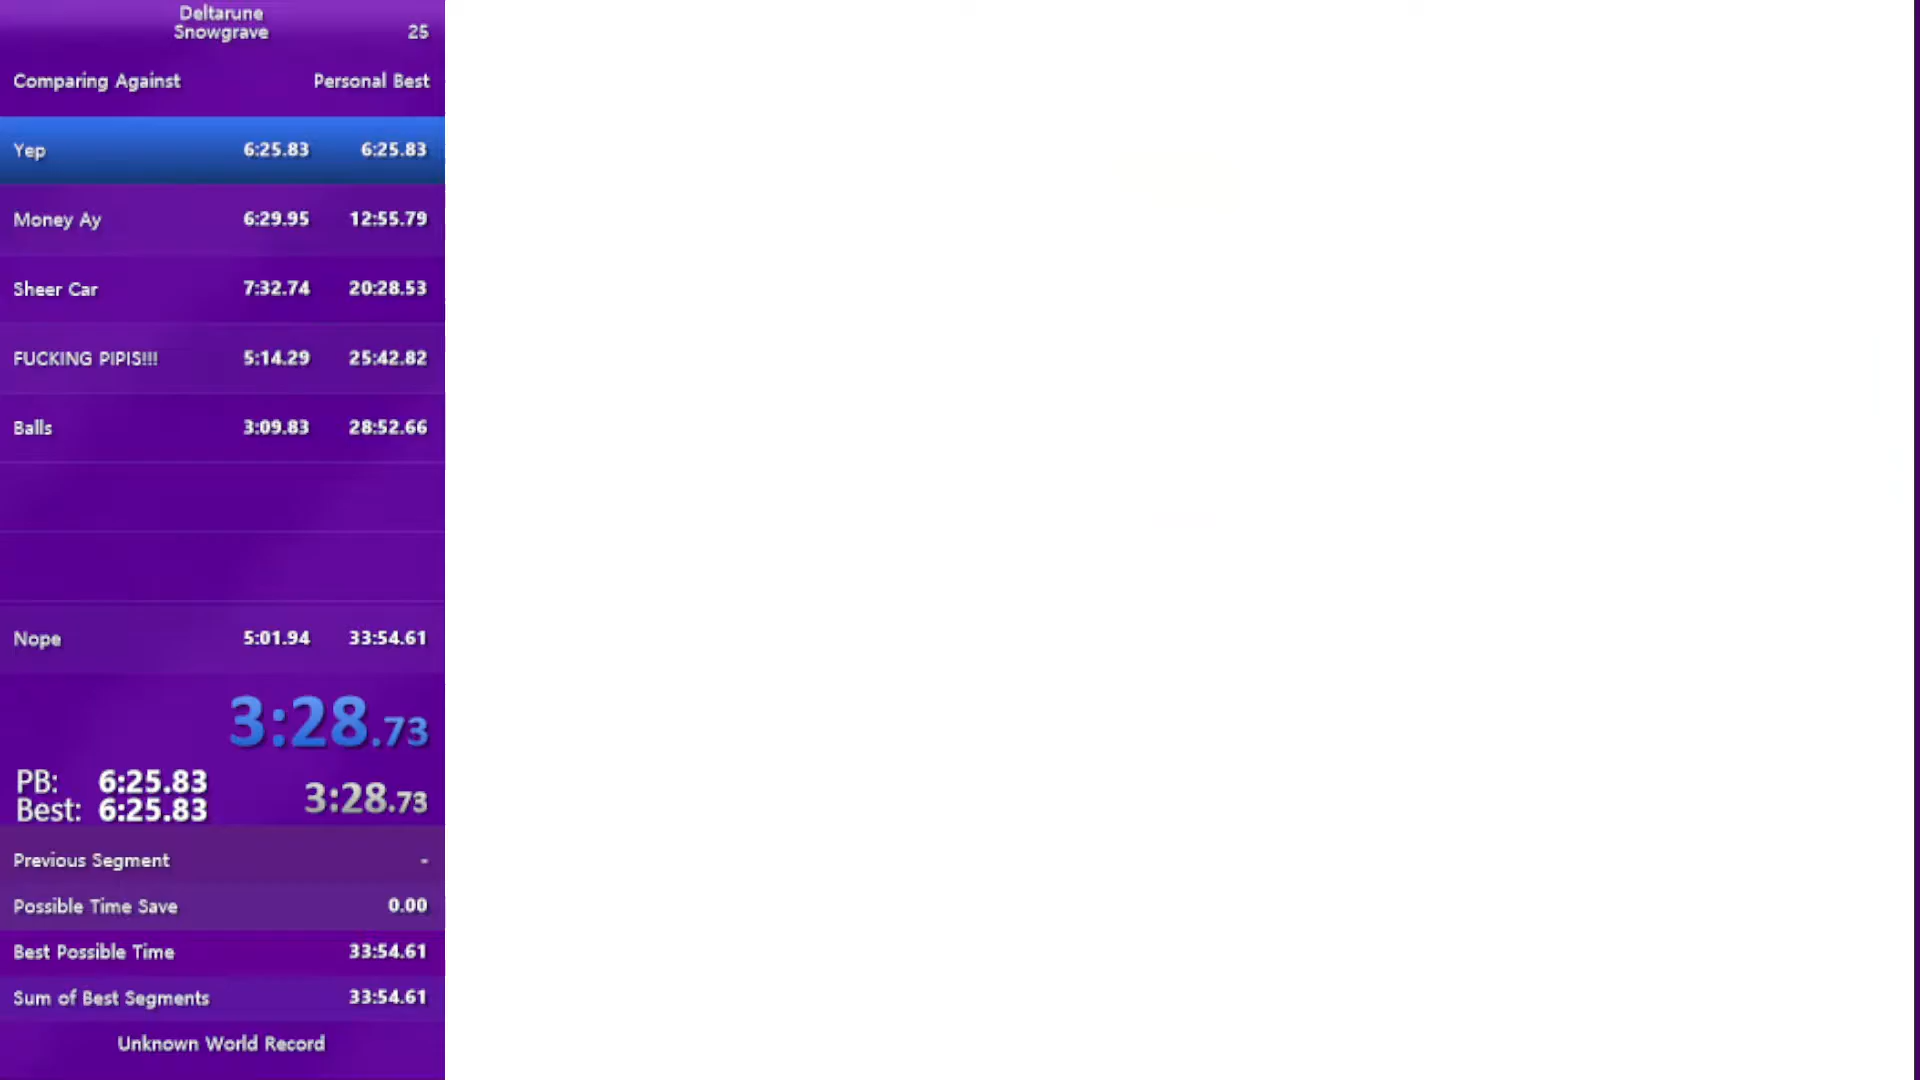 Deltarune
Snowgrave 25
Comparing Against Personal Best
Yep 6:25.83 6:25.83
Money Ay 6:29.95 12:55.79
Sheer Car 7:32.74 20:28.53
FUCKING PIPIS!!! 5:14.29 25:42.82
Balls 3:09.83 28:52.66
Nope 5:01.94 33:54.61
3:28.73
PB: 6:25.83
Best: 6:25.83
3:28.73
Previous Segment -
Possible Time Save 0.00
Best Possible Time 33:54.61
Sum of Best Segments 33:54.61
Unknown World Record